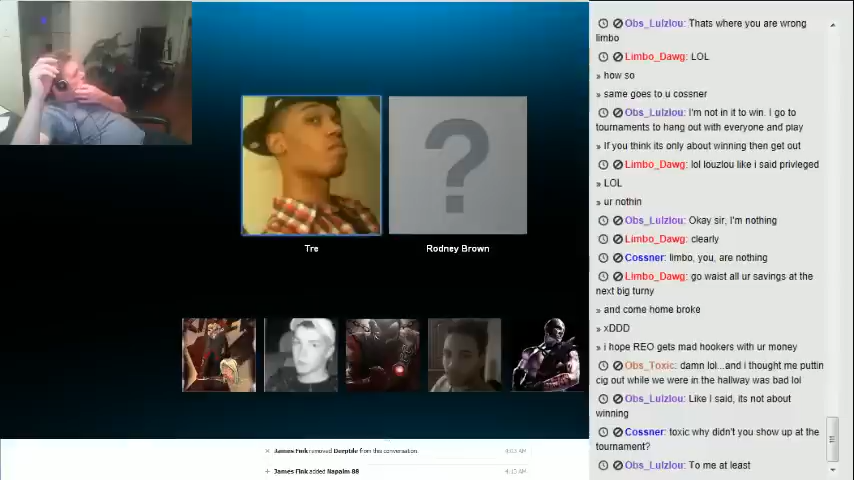 Tre
Rodney Brown
James Fink removed Derptile from this conversation.
James Fink added Napalm 88
4:13 AM
Obs_Lulzlou: Thats where you are wrong
limbo
Limbo_Dawg: LOL
» how so
» same goes to u cossner
Obs_Lulzlou: I'm not in it to win. I go to
tournaments to hang out with everyone and play
» If you think its only about winning then get out
Limbo_Dawg: lol louzlou like i said privleged
» LOL
» ur nothin
Obs_Lulzlou: Okay sir, I'm nothing
Limbo_Dawg: clearly
Cossner: limbo, you, are nothing
Limbo_Dawg: go waist all ur savings at the
next big turny
» and come home broke
» xDDD
» i hope REO gets mad hookers with ur money
Obs_Toxic: damn lol...and i thought me puttin
cig out while we were in the hallway was bad lol
Obs_Lulzlou: Like I said, its not about
winning
Cossner: toxic why didn't you show up at the
tournament?
Obs_Lulzlou: To me at least